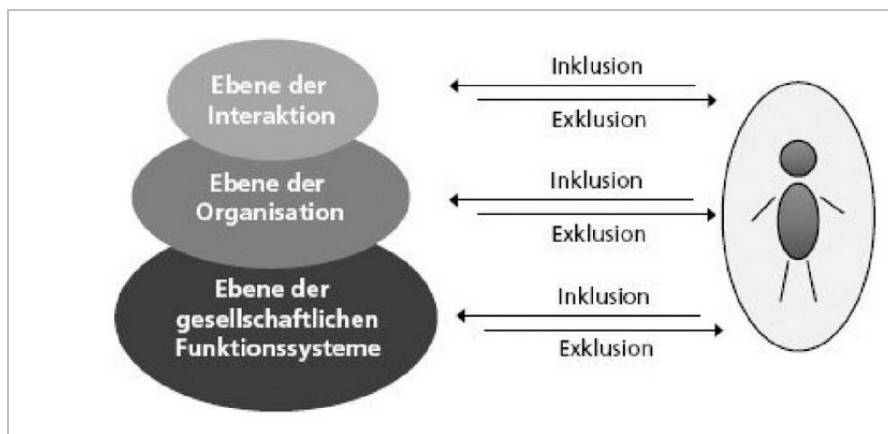 Ebene der
Interaktion
Inklusion
Exklusion
Ebene der
Organisation
Inklusion
Exklusion
Ebene der
gesellschaftlichen
Funktionssysteme
Inklusion
Exklusion